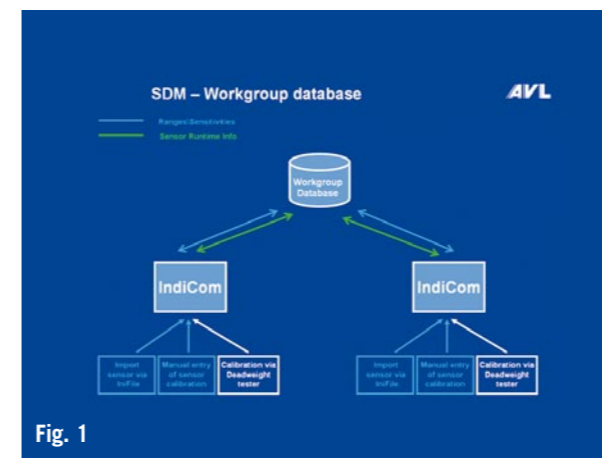 SDM – Workgroup database
AVL
Ranges/Sensitivities
Sensor Runtime Info
Workgroup
Database
IndiCom
IndiCom
Import
sensor via
IniFile
Manual entry
of sensor
calibration
Calibration via
Deadweight
tester
Import
sensor via
IniFile
Manual entry
of sensor
calibration
Calibration via
Deadweight
tester
Fig. 1